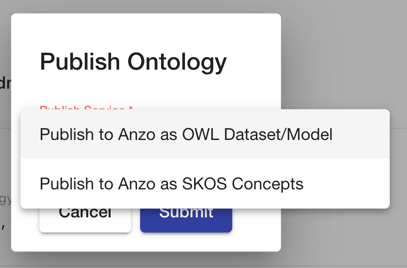 Publish Ontology
Publish Service *
Publish to Anzo as OWL Dataset/Model
Publish to Anzo as SKOS Concepts
Cancel
Submit